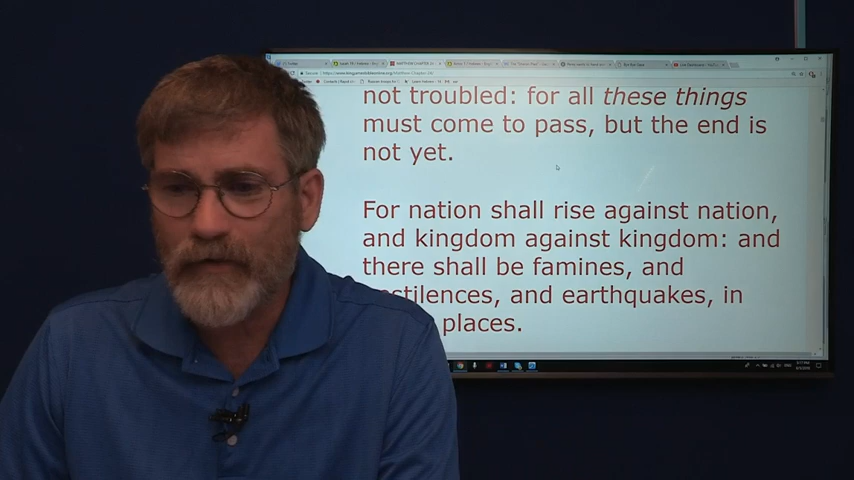 not troubled: for all these things
must come to pass, but the end is
not yet.
For nation shall rise against nation,
and kingdom against kingdom: and
there shall be famines, and
stilences, and earthquakes, in
places.